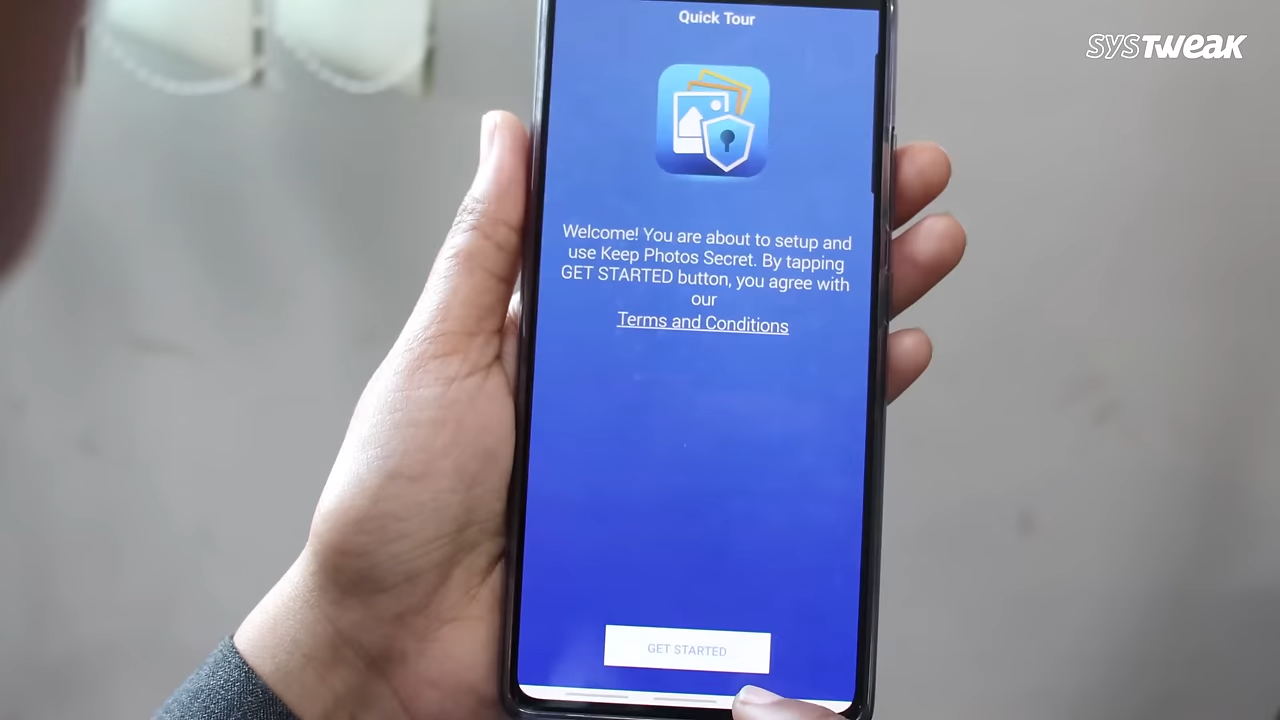 Quick Tour
SYSTWEAK
Welcome! You are about to setup and
use Keep Photos Secret. By tapping
GET STARTED button, you agree with
our
Terms and Conditions
GET STARTED